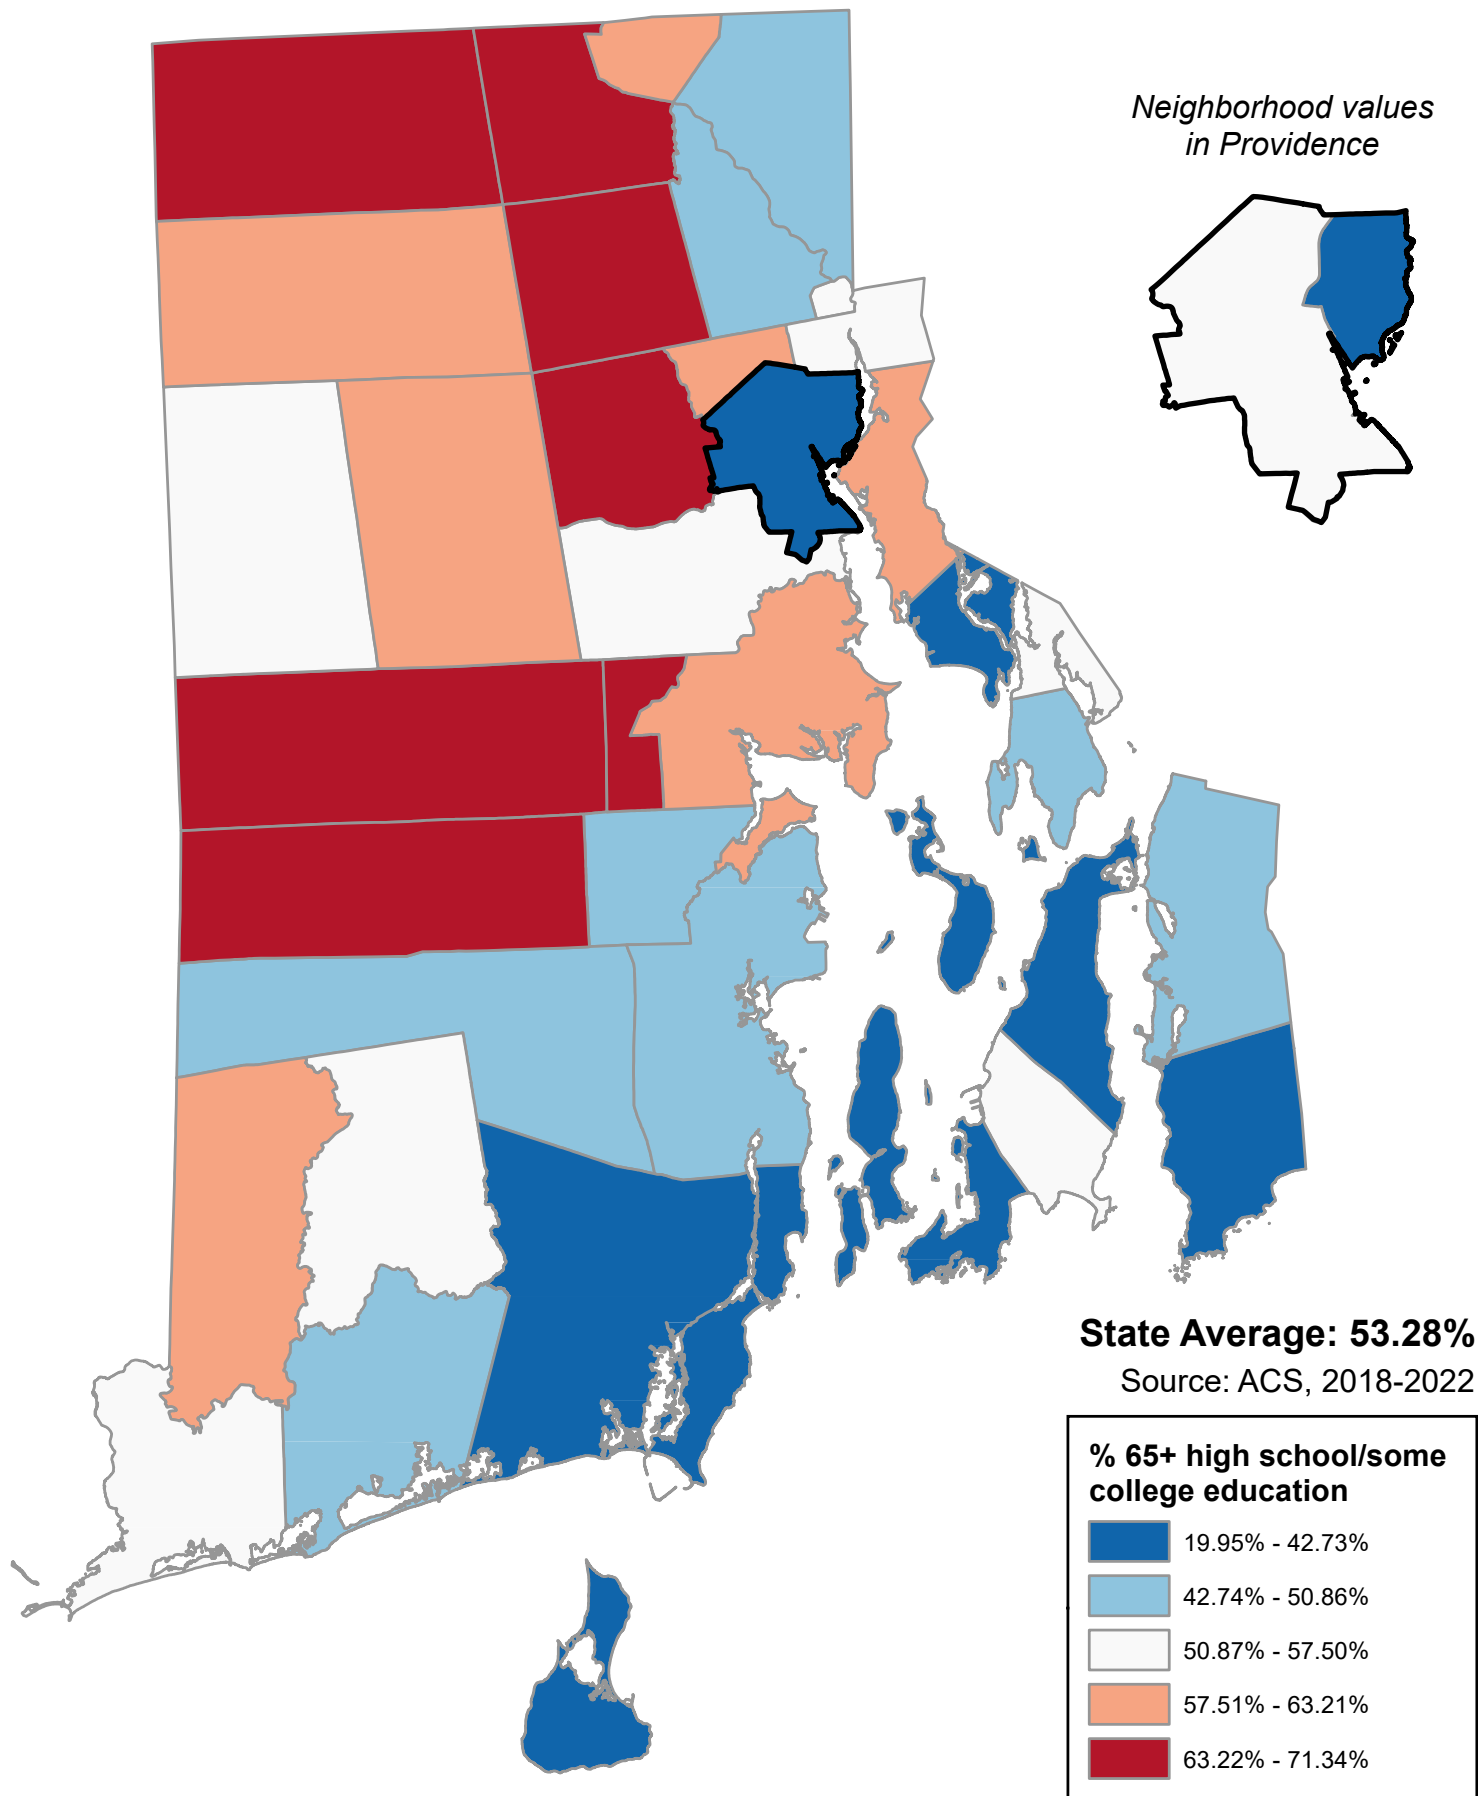 Neighborhood values
in Providence
State Average: 53.28%
Source: ACS, 2018-2022
% 65+ high school/some
college education
19.95% - 42.73%
42.74% - 50.86%
50.87% - 57.50%
57.51% - 63.21%
63.22% - 71.34%